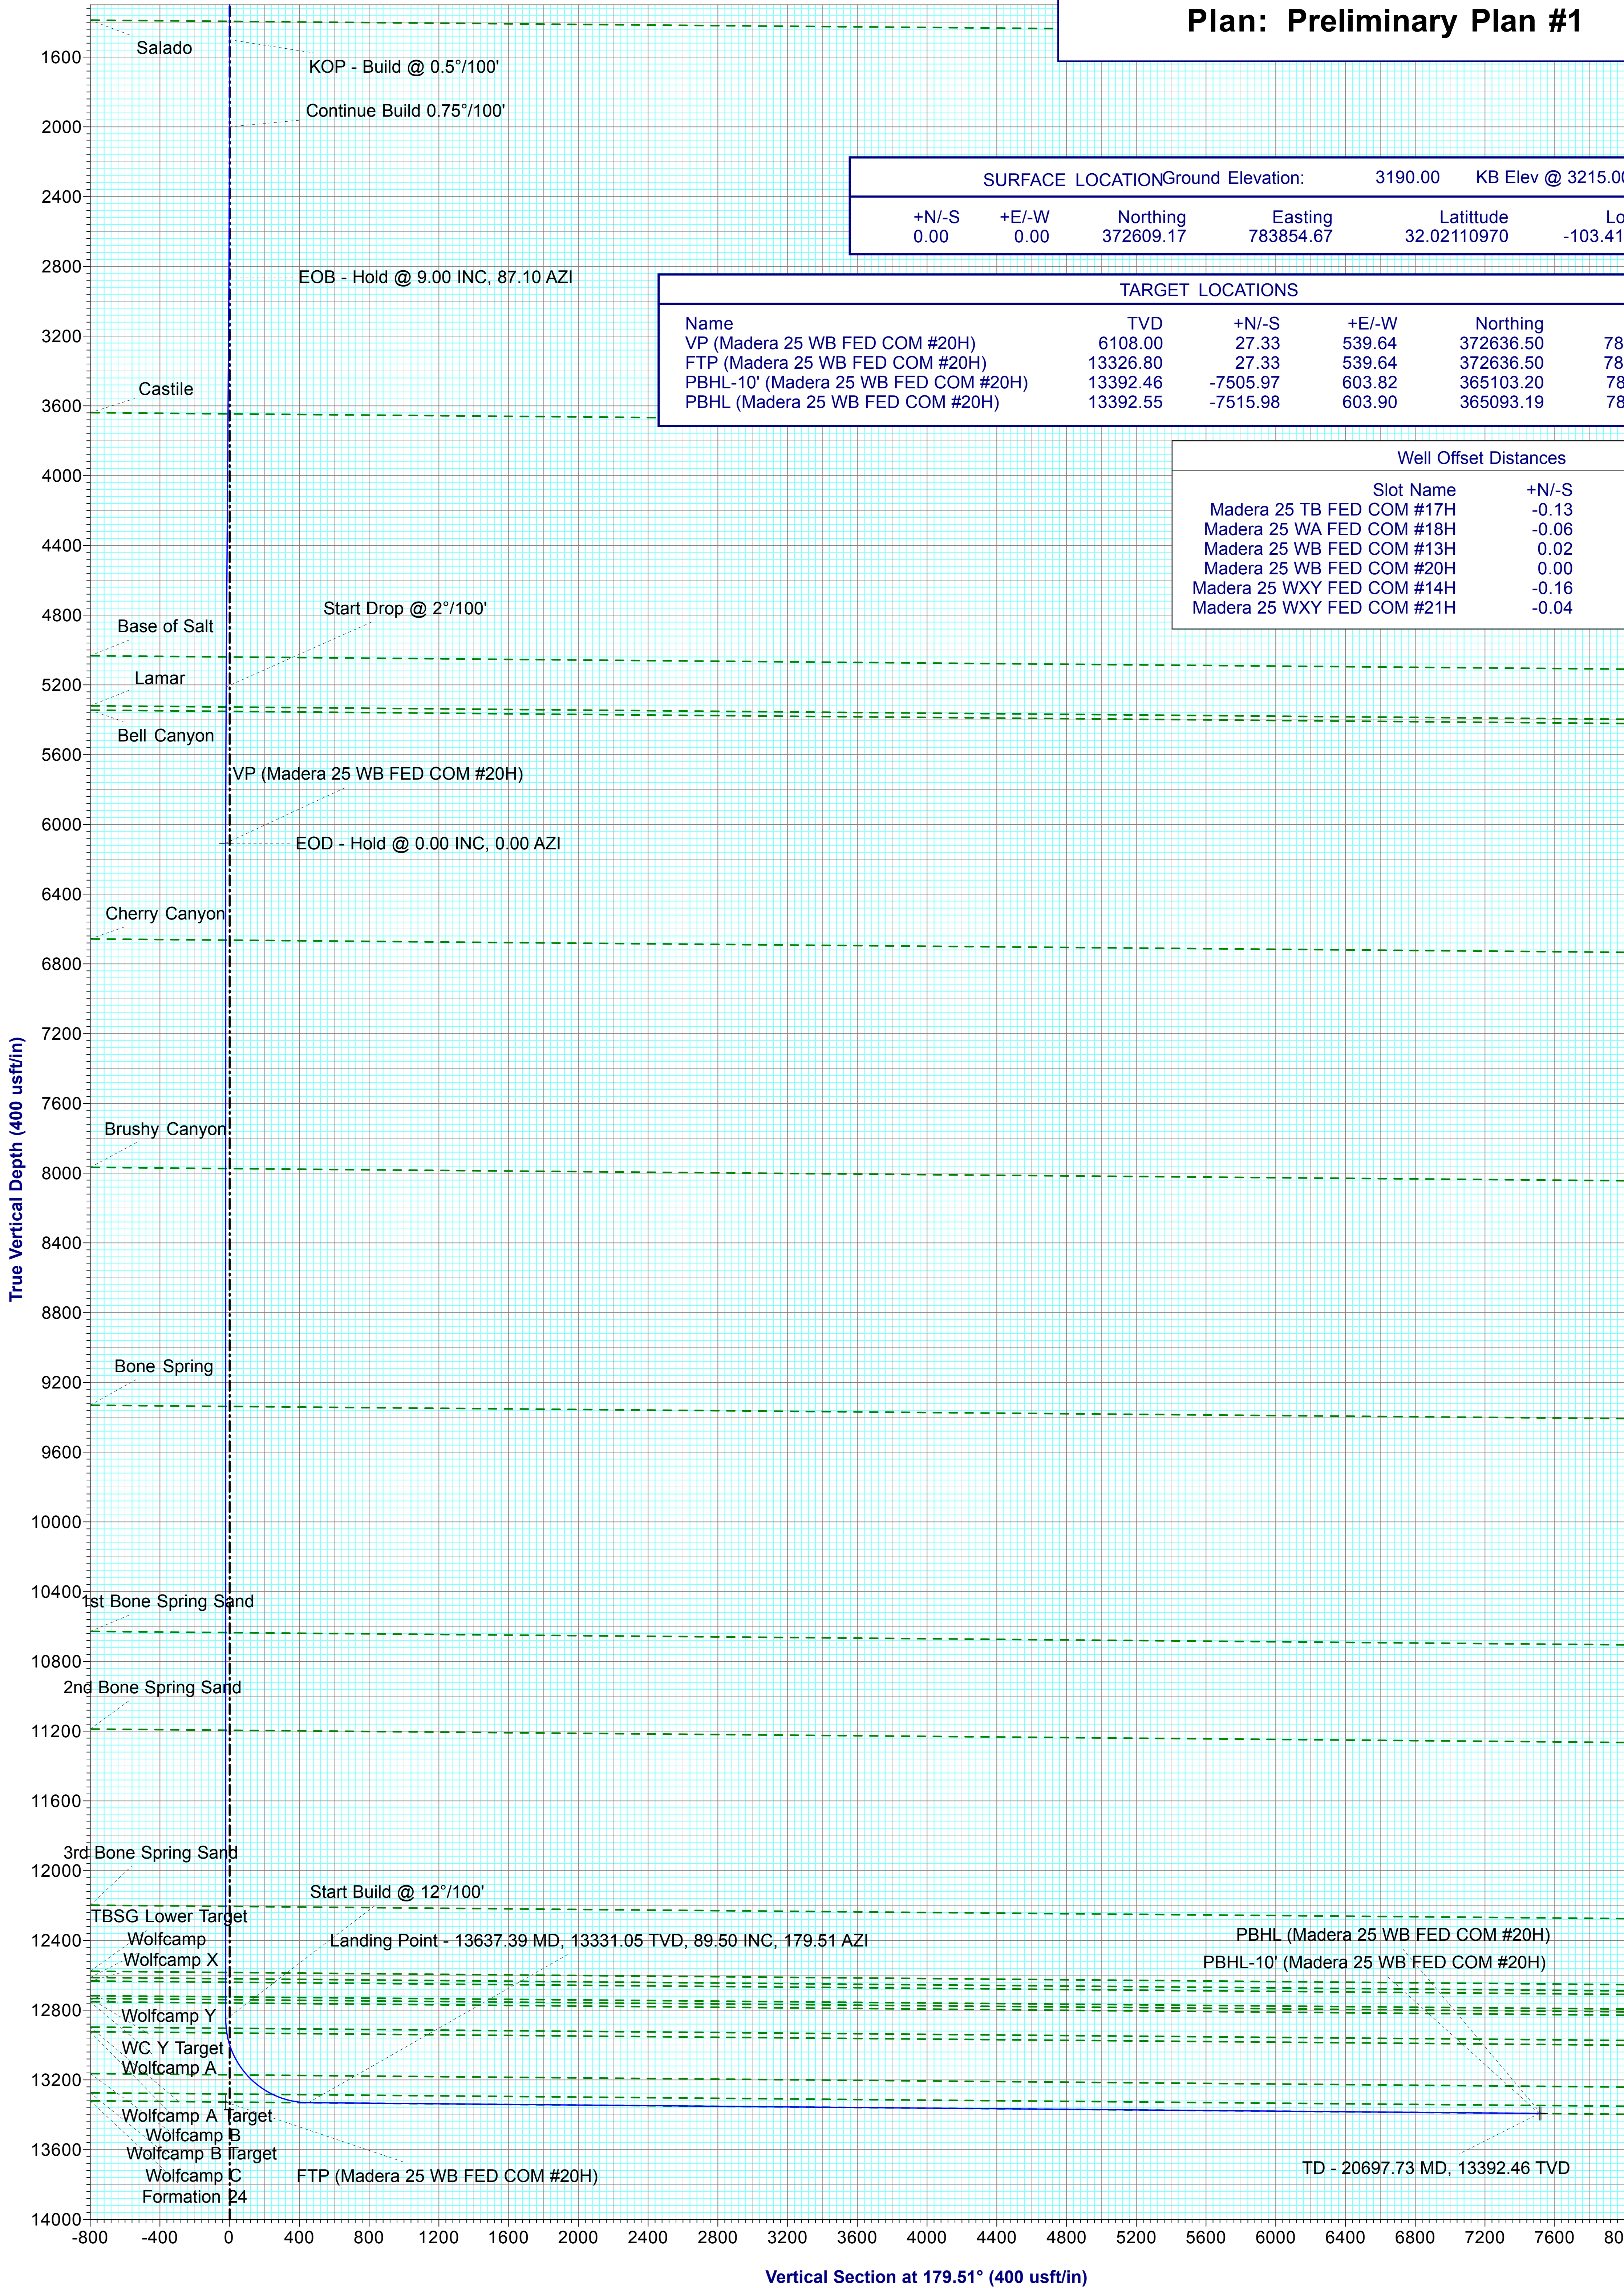 Plan: Preliminary Plan #1
Salado
1600
KOP - Build @ 0.5°/100'
Continue Build 0.75°/100'
2000
SURFACE LOCATION Ground Elevation: 3190.00 KB Elev @ 3215.00
2400
+N/-S +E/-W Northing Easting Latittude Lo
0.00 0.00 372609.17 783854.67 32.02110970 -103.41
2800
EOB - Hold @ 9.00 INC, 87.10 AZI
TARGET LOCATIONS
Name TVD +N/-S +E/-W Northing
3200
VP (Madera 25 WB FED COM #20H) 6108.00 27.33 539.64 372636.50 78
FTP (Madera 25 WB FED COM #20H) 13326.80 27.33 539.64 372636.50 78
PBHL-10' (Madera 25 WB FED COM #20H) 13392.46 -7505.97 603.82 365103.20 78
PBHL (Madera 25 WB FED COM #20H) 13392.55 -7515.98 603.90 365093.19 78
Castile
3600
Well Offset Distances
4000
Slot Name +N/-S
Madera 25 TB FED COM #17H -0.13
Madera 25 WA FED COM #18H -0.06
Madera 25 WB FED COM #13H 0.02
Madera 25 WB FED COM #20H 0.00
Madera 25 WXY FED COM #14H -0.16
Madera 25 WXY FED COM #21H -0.04
4400
Start Drop @ 2°/100'
4800
Base of Salt
Lamar
5200
Bell Canyon
5600
VP (Madera 25 WB FED COM #20H)
6000
EOD - Hold @ 0.00 INC, 0.00 AZI
6400
Cherry Canyon
6800
7200
True Vertical Depth (400 usft/in)
7600
Brushy Canyon
8000
8400
8800
Bone Spring
9200
9600
10000
10400
1st Bone Spring Sand
10800
2nd Bone Spring Sand
11200
11600
3rd Bone Spring Sand
12000
Start Build @ 12°/100'
TBSG Lower Target
Wolfcamp
12400
Landing Point - 13637.39 MD, 13331.05 TVD, 89.50 INC, 179.51 AZI
PBHL (Madera 25 WB FED COM #20H)
Wolfcamp X
PBHL-10' (Madera 25 WB FED COM #20H)
12800
Wolfcamp Y
WC Y Target
Wolfcamp A
13200
Wolfcamp A Target
Wolfcamp B
13600
Wolfcamp B Target
TD - 20697.73 MD, 13392.46 TVD
Wolfcamp C
FTP (Madera 25 WB FED COM #20H)
Formation 24
14000
-800 -400 0 400 800 1200 1600 2000 2400 2800 3200 3600 4000 4400 4800 5200 5600 6000 6400 6800 7200 7600 800
Vertical Section at 179.51° (400 usft/in)